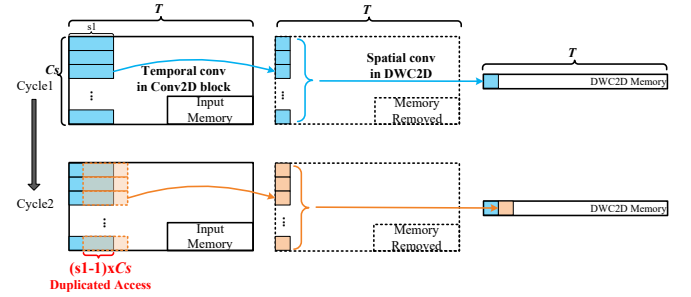 T
T
s1
Cs
Temporal conv
in Conv2D block
Spatial conv
in DWC2D
T
Cycle1
...
...
DWC2D Memory
Input
Memory
Memory
Removed
Cycle2
...
...
DWC2D Memory
Input
Memory
Memory
Removed
(s1-1)xCs
Duplicated Access